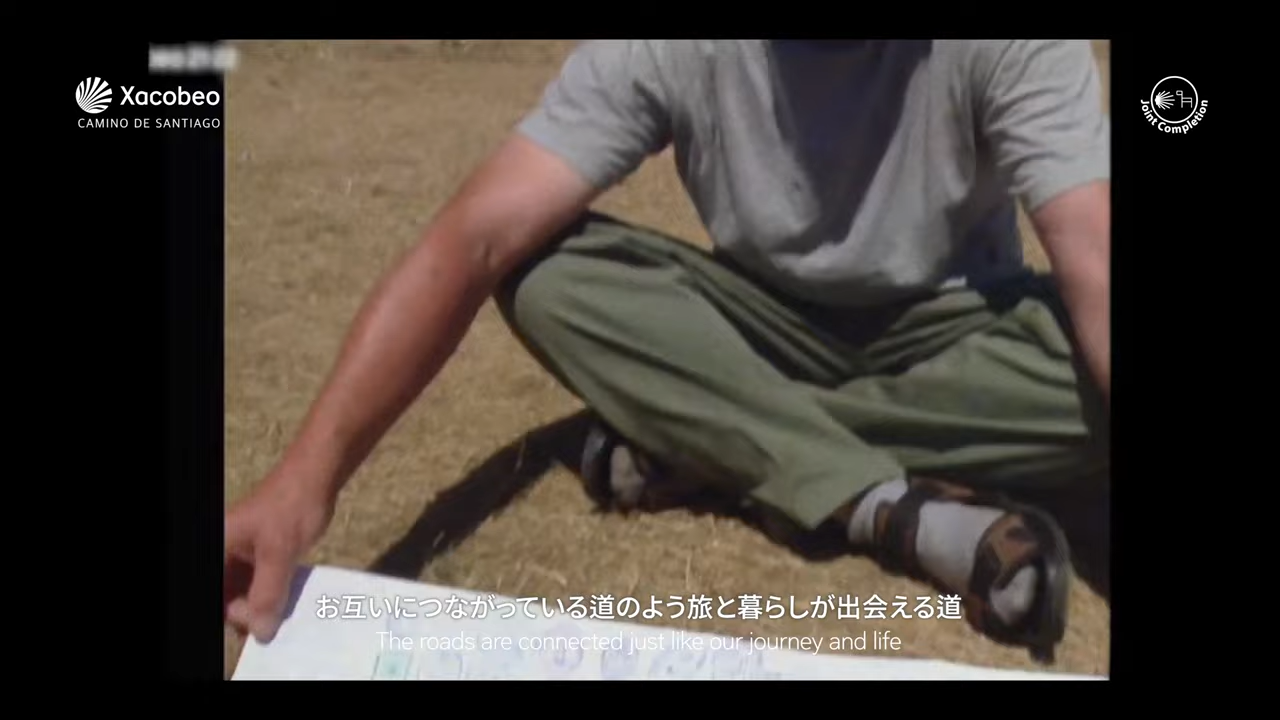 Xacobeo
CAMINO DE SANTIAGO
Joint Completion
お互いにつながっている道のよう旅と暮らしが出会える道
The roads are connected just like our journey and life